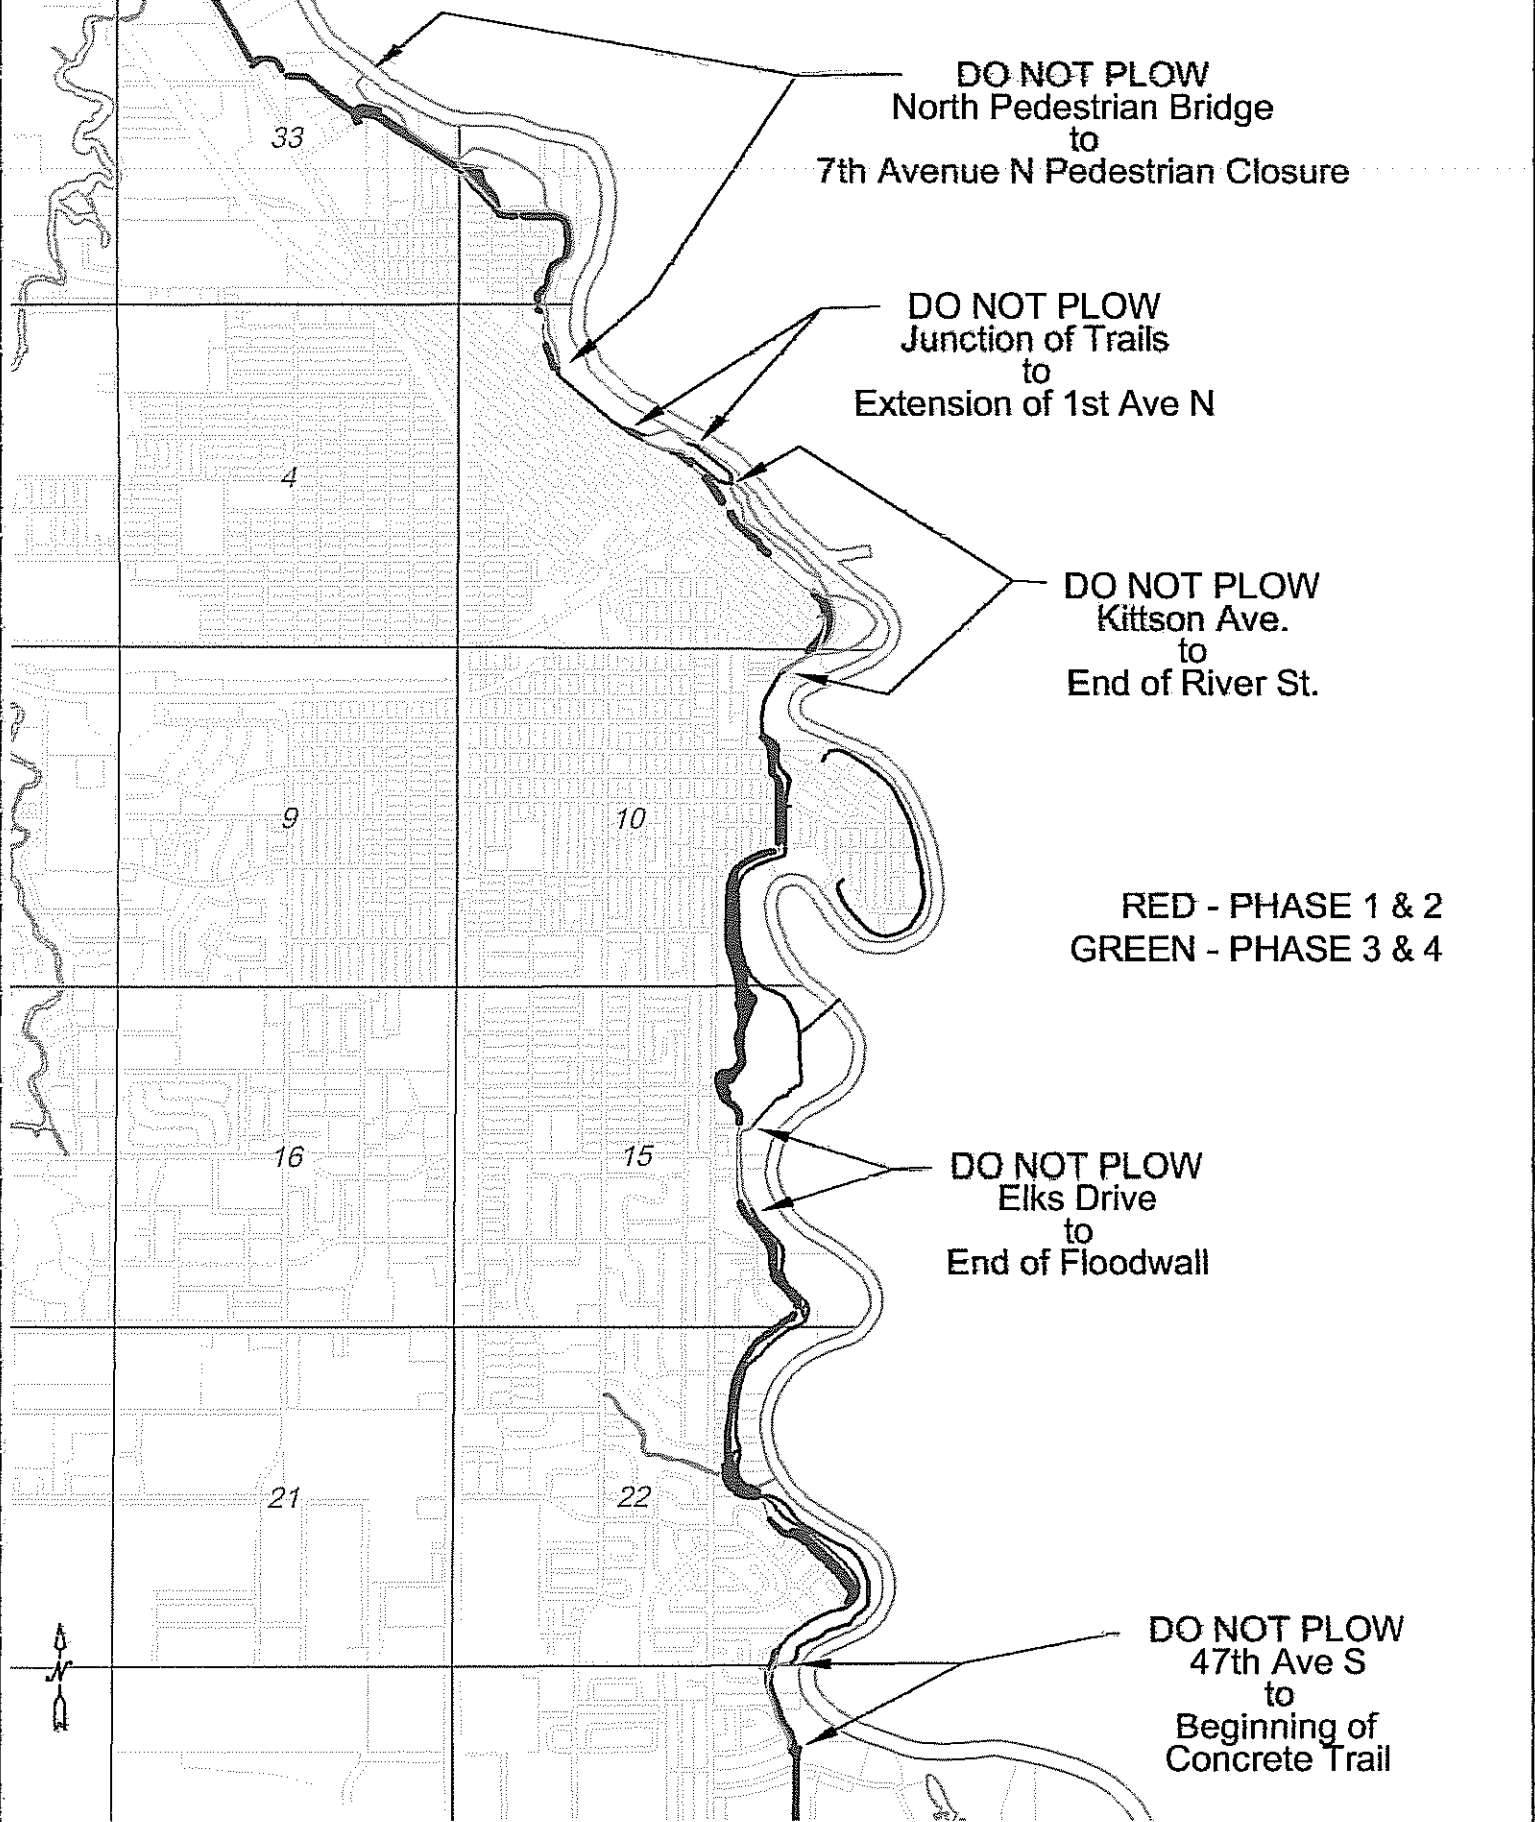 DO NOT PLOW
North Pedestrian Bridge
to
7th Avenue N Pedestrian Closure
33
DO NOT PLOW
Junction of Trails
to
Extension of 1st Ave N
4
DO NOT PLOW
Kittson Ave.
to
End of River St.
9
10
RED - PHASE 1 & 2
GREEN - PHASE 3 & 4
16
15
DO NOT PLOW
Elks Drive
to
End of Floodwall
21
22
N
DO NOT PLOW
47th Ave S
to
Beginning of
Concrete Trail